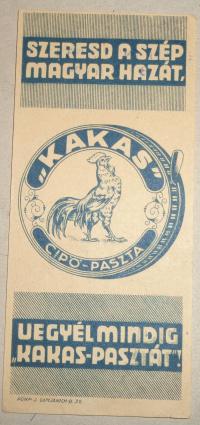 SZERESD A SZÉP
MAGYAR HAZÁT,
„KAKAS”
CIPŐ-PASZTA
VEGYÉL MINDIG
„KAKAS-PASZTÁT”!